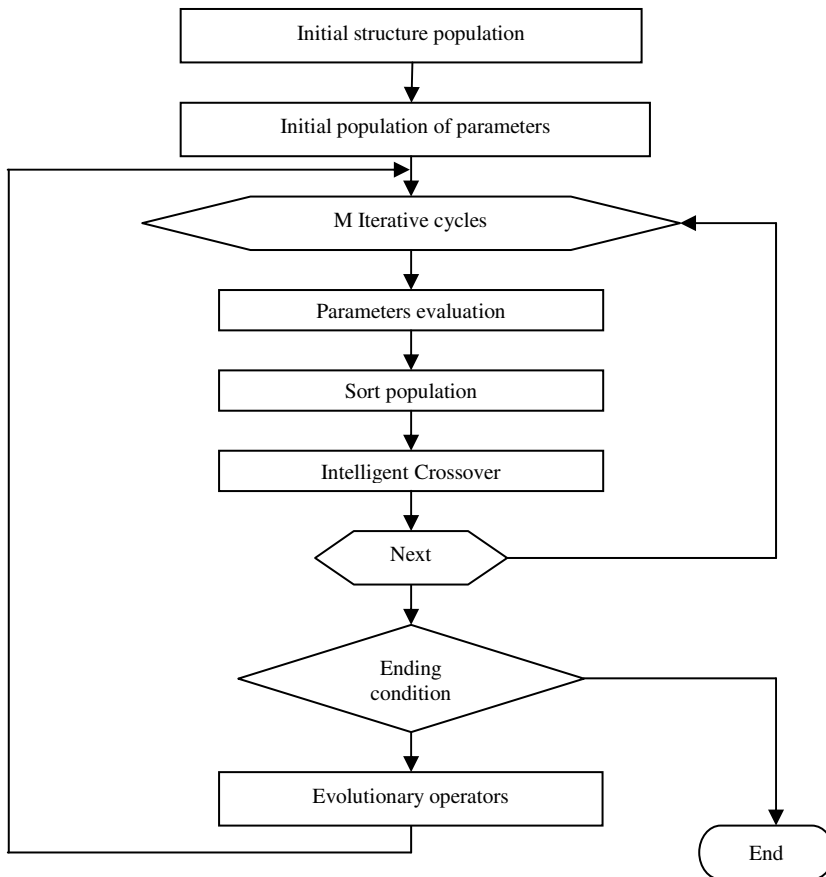 Initial structure population
Initial population of parameters
M Iterative cycles
Parameters evaluation
Sort population
Intelligent Crossover
Next
Ending
condition
Evolutionary operators
End